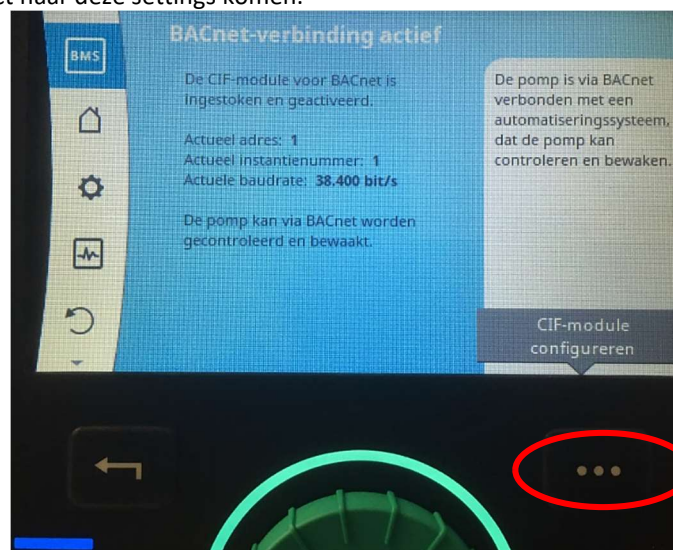 naar deze settings komen.
BMS
BACnet-verbinding actief
De CIF-module voor BACnet is
ingestoken en geactiveerd.
Actueel adres: 1
Actueel instantienummer: 1
Actuele baudrate: 38.400 bit/s
De pomp kan via BACnet worden
gecontroleerd en bewaakt.
De pomp is via BACnet
verbonden met een
automatiseringssysteem,
dat de pomp kan
controleren en bewaken.
CIF-module
configureren